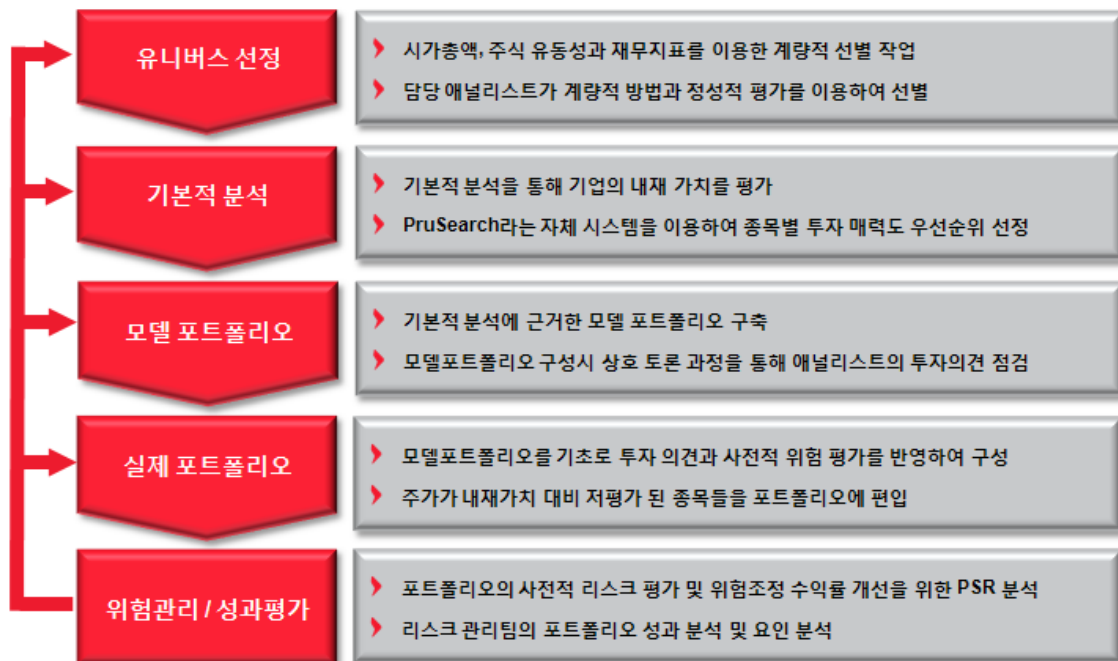 유니버스 선정
시가총액, 주식 유동성과 재무지표를 이용한 계량적 선별 작업
담당 애널리스트가 계량적 방법과 정성적 평가를 이용하여 선별
기본적 분석
기본적 분석을 통해 기업의 내재 가치를 평가
PruSearch라는 자체 시스템을 이용하여 종목별 투자 매력도 우선순위 선정
모델 포트폴리오
기본적 분석에 근거한 모델 포트폴리오 구축
모델포트폴리오 구성시 상호 토론 과정을 통해 애널리스트의 투자의견 점검
실제 포트폴리오
모델포트폴리오를 기초로 투자 의견과 사전적 위험 평가를 반영하여 구성
주가가 내재가치 대비 저평가 된 종목들을 포트폴리오에 편입
위험관리 / 성과평가
포트폴리오의 사전적 리스크 평가 및 위험조정 수익률 개선을 위한 PSR 분석
리스크 관리팀의 포트폴리오 성과 분석 및 요인 분석